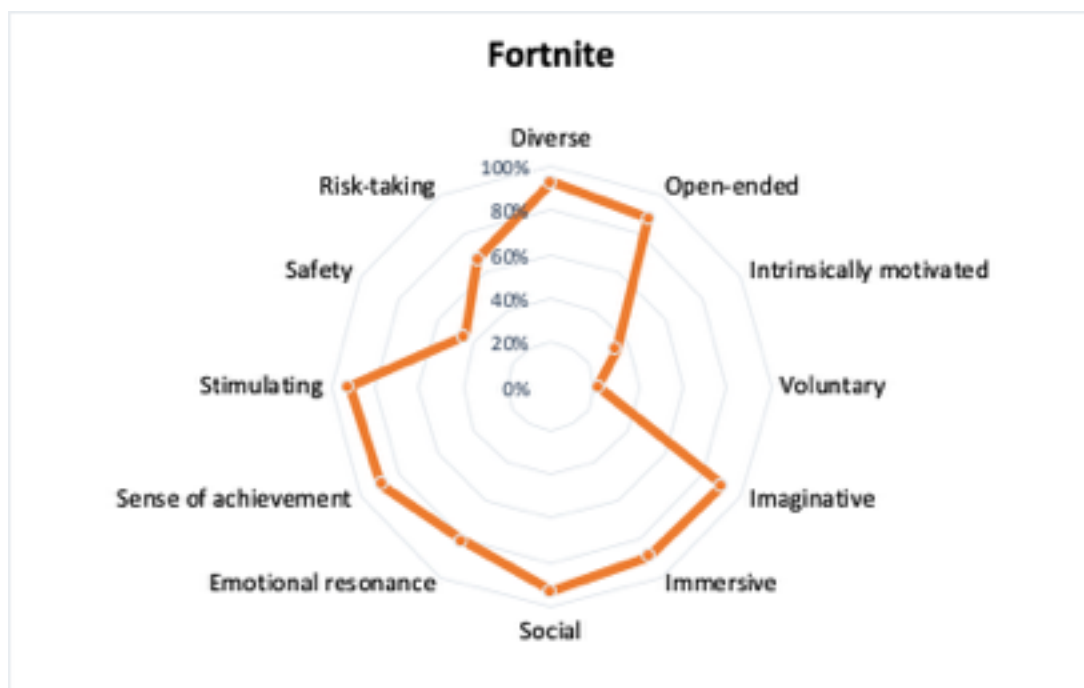 Fortnite
Diverse
100%
Risk-taking
Open-ended
80%
Safety
60%
Intrinsically motivated
40%
20%
Stimulating
0%
Voluntary
Sense of achievement
Imaginative
Emotional resonance
Immersive
Social